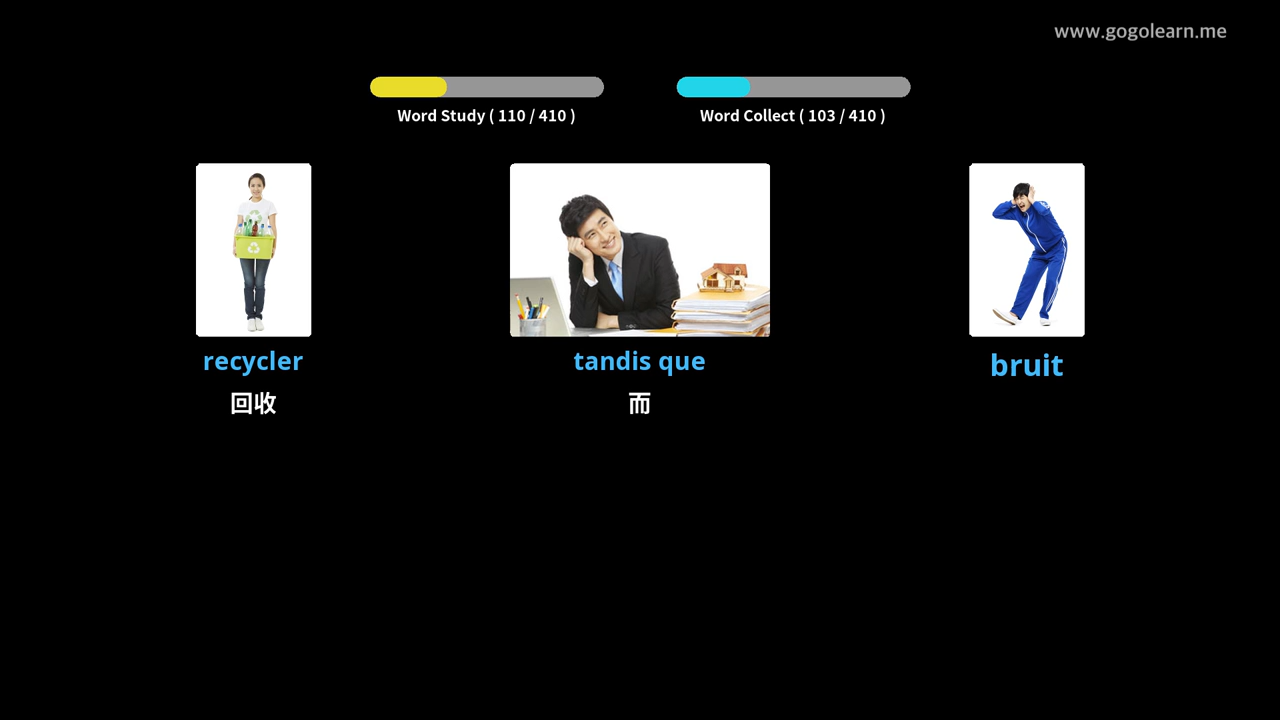 www.gogolearn.me
Word Study ( 110 / 410 )
Word Collect ( 103 / 410 )
recycler
回收
tandis que
而
bruit